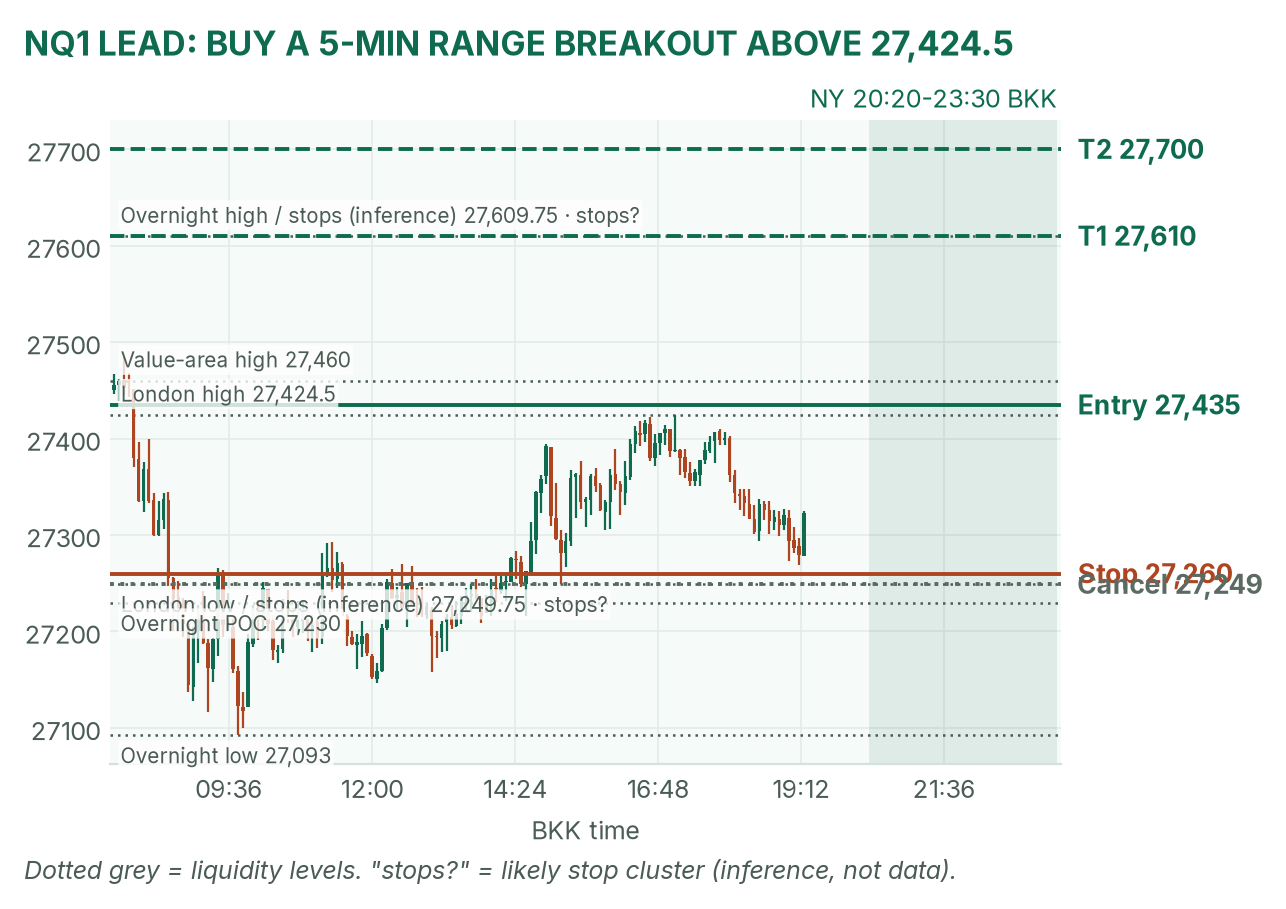 NQ1 LEAD: BUY A 5-MIN RANGE BREAKOUT ABOVE 27,424.5
NY 20:20-23:30 BKK
27700
T2 27,700
Overnight high / stops (inference) 27,609.75 · stops?
T1 27,610
27600
27500
Value-area high 27,460
London high 27,424.5
Entry 27,435
27400
27300
Stop 27,260
Cancel 27,249
London low / stops (inference) 27,249.75 · stops?
Overnight POC 27,230
27200
27100
Overnight low 27,093
09:36 12:00 14:24 16:48 19:12 21:36
BKK time
Dotted grey = liquidity levels. "stops?" = likely stop cluster (inference, not data).